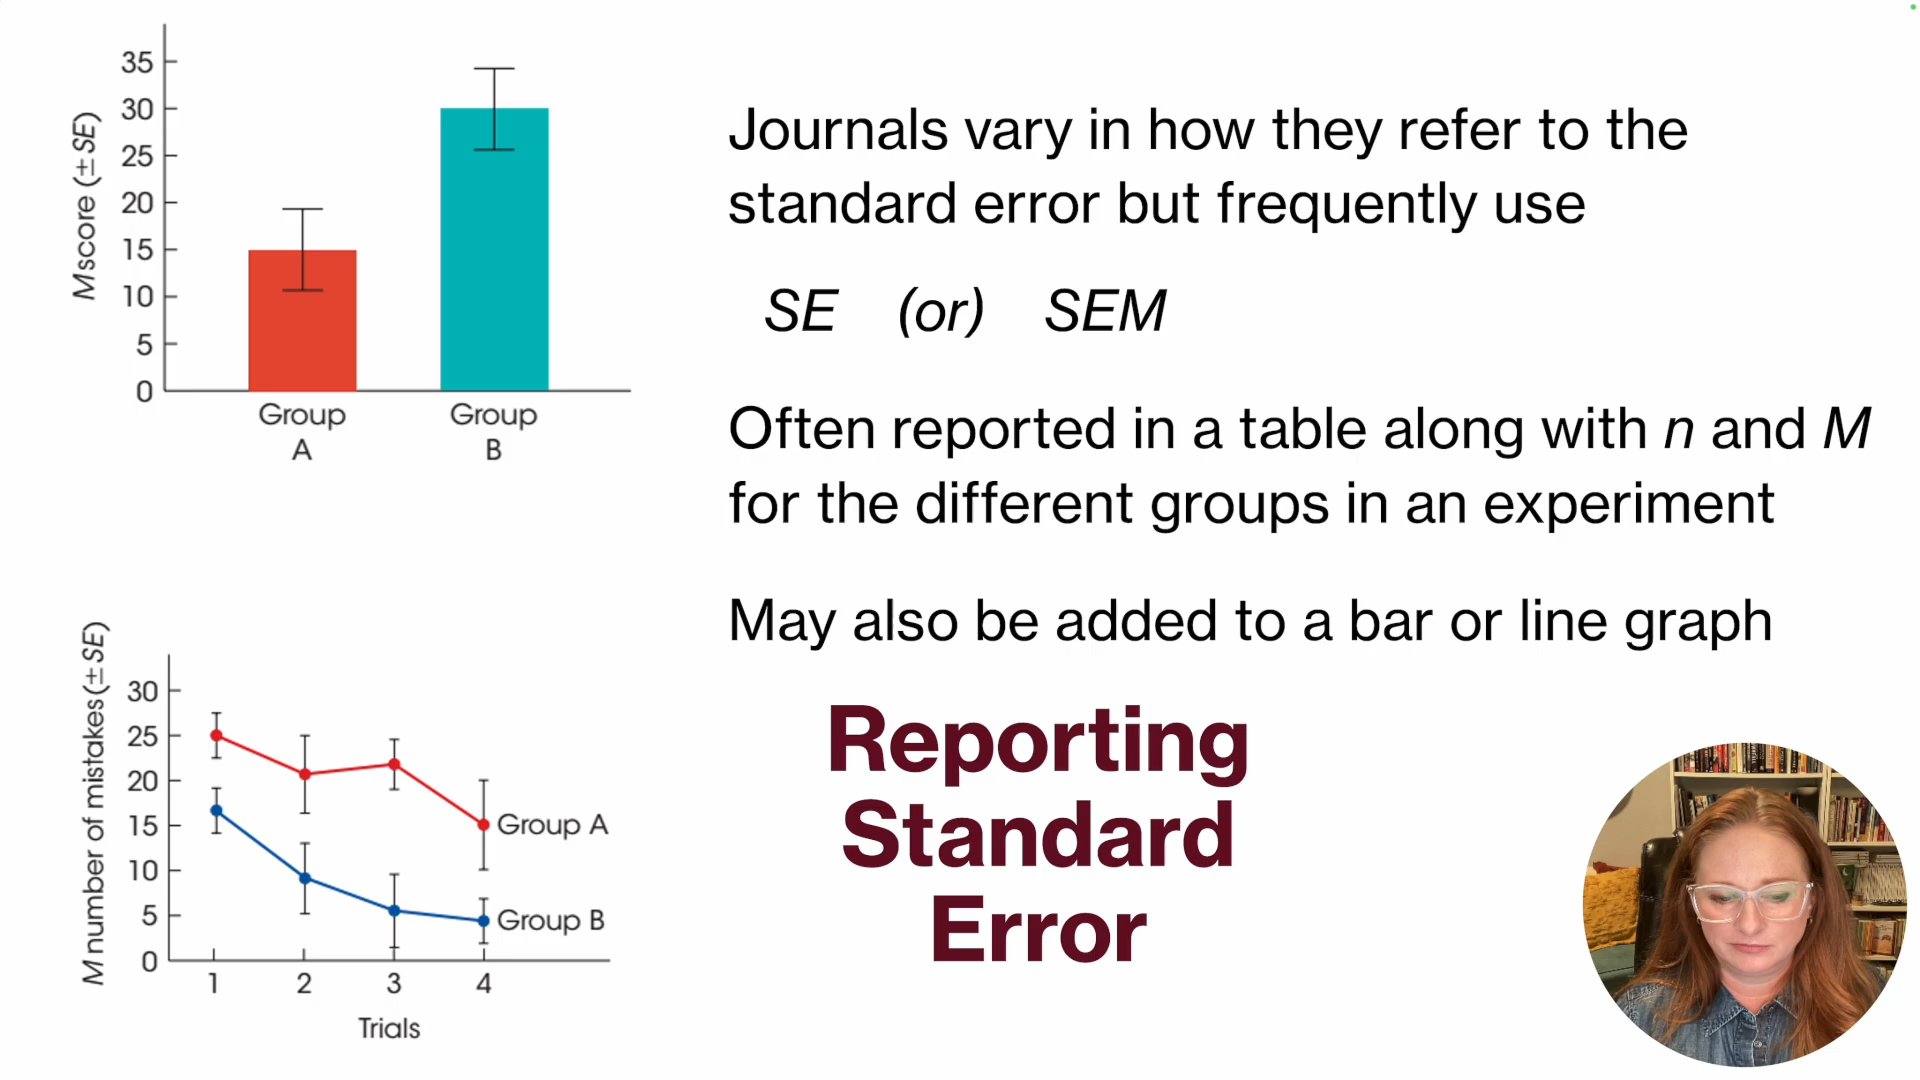 35
30
25
20
15
10
5
0
M score (± SE)
Group
A
Group
B
Journals vary in how they refer to the
standard error but frequently use
SE (or) SEM
Often reported in a table along with n and M
for the different groups in an experiment
May also be added to a bar or line graph
Reporting
Standard
Error
M number of mistakes (± SE)
30
25
20
15
10
5
0
Group A
Group B
1 2 3 4
Trials